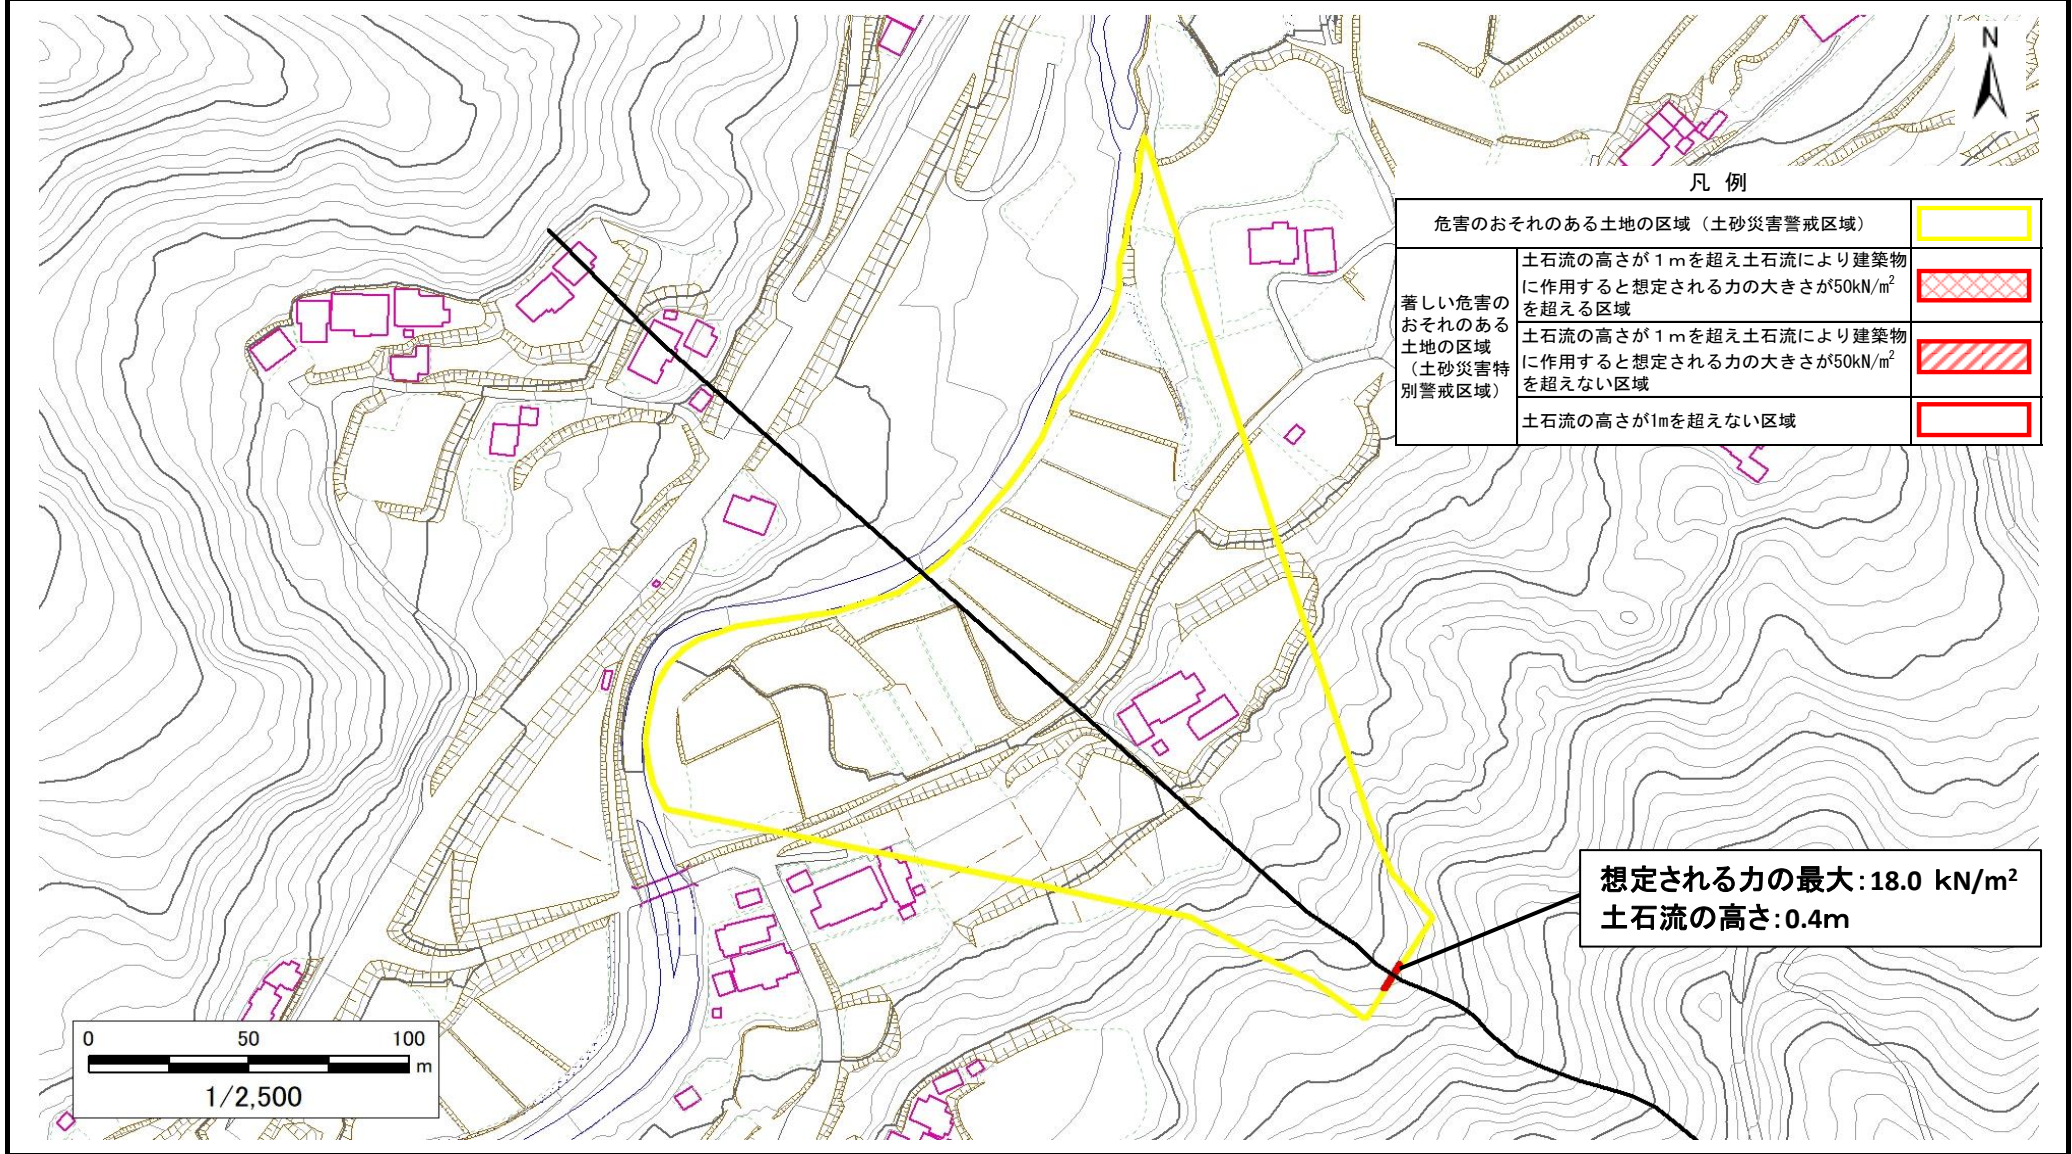 N
凡 例
危害のおそれのある土地の区域（土砂災害警戒区域）
著しい危害の
おそれのある
土地の区域
（土砂災害特
別警戒区域）
土石流の高さが１ｍを超え土石流により建築物
に作用すると想定される力の大きさが50kN/㎡
を超える区域
土石流の高さが１ｍを超え土石流により建築物
に作用すると想定される力の大きさが50kN/㎡
を超えない区域
土石流の高さが1mを超えない区域
想定される力の最大：18.0 kN/m²
土石流の高さ：0.4m
0 50 100
m
1/2,500